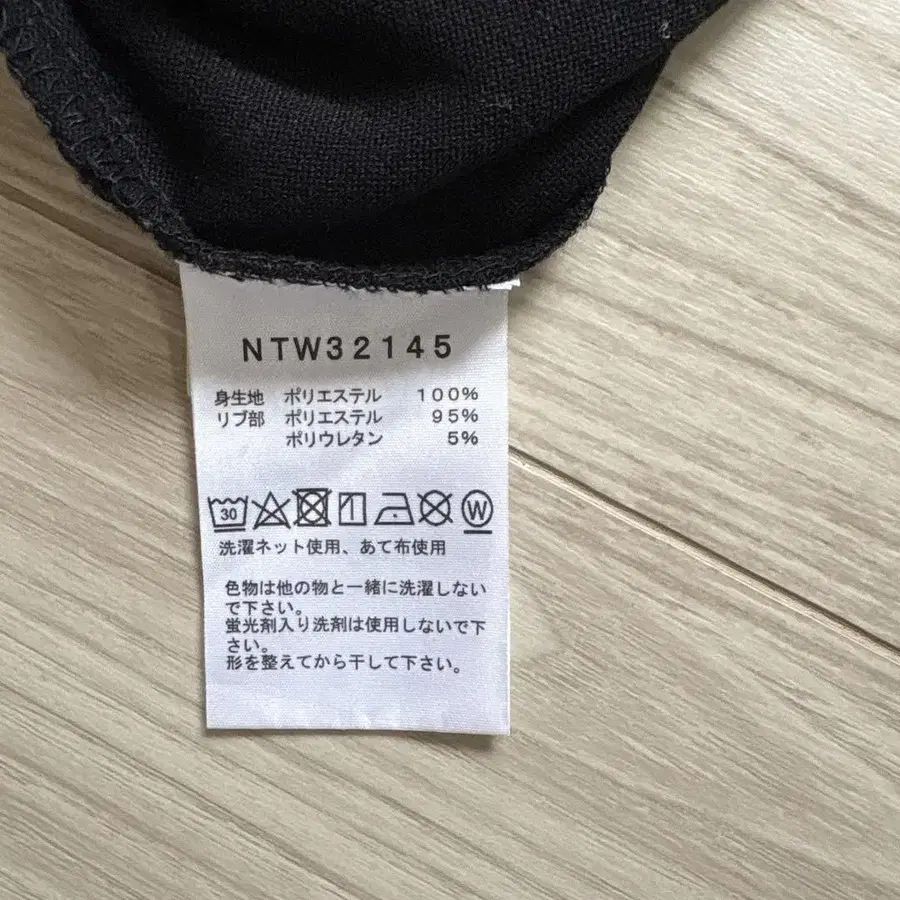 NTW32145
身生地 ポリエステル 100%
リブ部 ポリエステル 95%
ポリウレタン 5%
30 W
洗濯ネット使用、あて布使用
色物は他の物と一緒に洗濯しない
で下さい。
蛍光剤入り洗剤は使用しないで下
さい。
形を整えてから干して下さい。